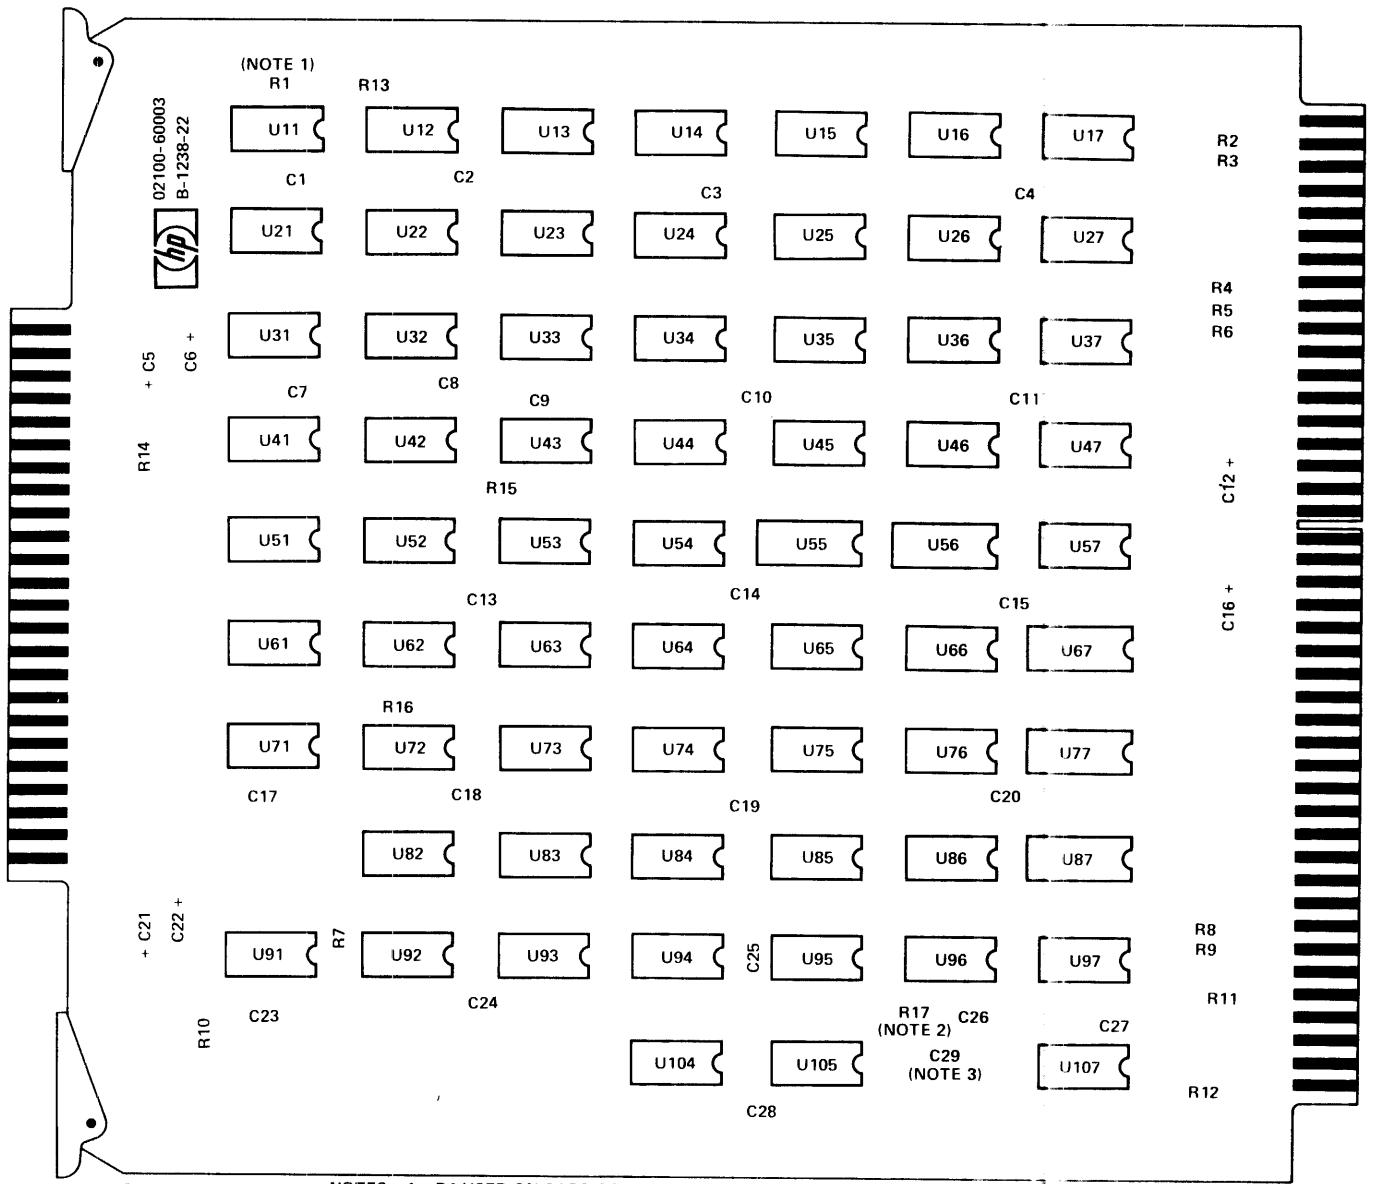 (NOTE 1)
R1
R13
02100-60003
B-1238-22
U11 U12 U13 U14 U15 U16 U17
R2
R3
C1 C2 C3 C4
hp
U21 U22 U23 U24 U25 U26 U27
R4
R5
R6
+ C5
C6 +
U31 U32 U33 U34 U35 U36 U37
C7 C8 C9 C10 C11
R14
U41 U42 U43 U44 U45 U46 U47
C12 +
R15
U51 U52 U53 U54 U55 U56 U57
C13 C14 C15
C16 +
U61 U62 U63 U64 U65 U66 U67
R16
U71 U72 U73 U74 U75 U76 U77
C17 C18 C19 C20
U82 U83 U84 U85 U86 U87
+ C21
C22 +
R7
R8
R9
U91 U92 U93 U94 C25 U95 U96 U97
R11
C23 C24
R17
(NOTE 2)
C26
C27
R10
C29
(NOTE 3)
U104 U105 U107
R12
C28